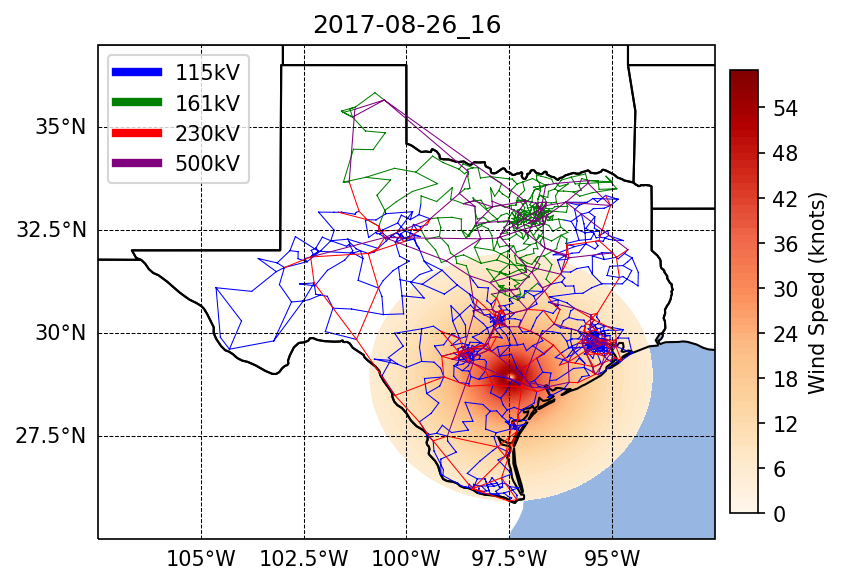 2017-08-26_16
115kV
161kV
230kV
500kV
35°N
32.5°N
30°N
27.5°N
105°W
102.5°W
100°W
97.5°W
95°W
54
48
42
36
30
24
18
12
6
0
Wind Speed (knots)